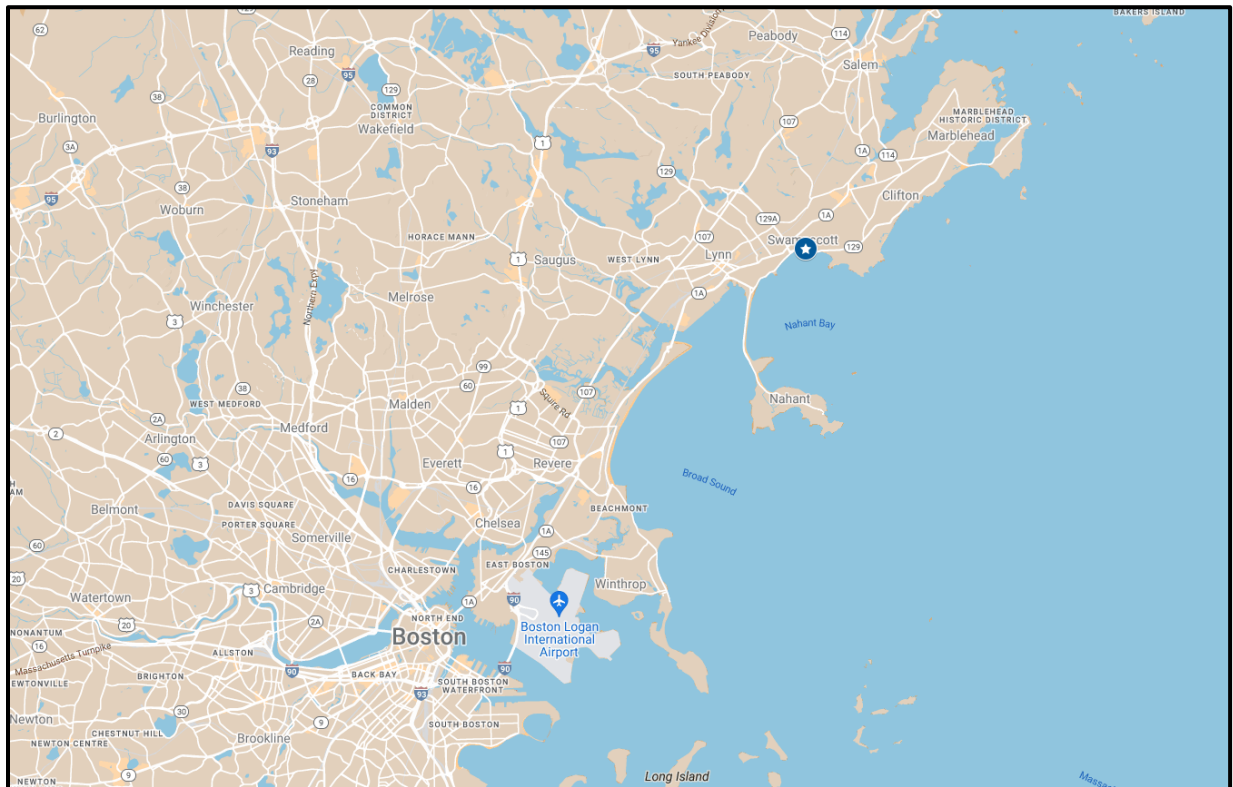 BAKERS ISLAND
62
Yankee Division
Peabody
114
Reading
95
Salem
95
SOUTH PEABODY
28
129
38
COMMON
DISTRICT
MARBLEHEAD
HISTORIC DISTRICT
Burlington
Wakefield
107
Marblehead
3A
93
1
1A
114
129
38
95
Stoneham
Clifton
Woburn
129A
1A
HORACE MANN
107
Swampscott
129
1
Saugus
WEST LYNN
Lynn
Northern Expy
Melrose
1A
Winchester
3
Nahant Bay
99
60
107
38
Squire Rd
Nahant
WEST MEDFORD
Malden
1
2A
2
Arlington
Medford
107
60
3
1
Everett
Revere
16
Broad Sound
16
DAVIS SQUARE
BEACHMONT
Belmont
PORTER SQUARE
Chelsea
1A
Somerville
60
145
EAST BOSTON
20
CHARLESTOWN
Winthrop
3
Cambridge
Watertown
90
1A
20
2A
NORTH END
Boston
Boston Logan
International
Airport
NONANTUM
16
ALLSTON
Massachusetts Turnpike
90
90
BRIGHTON
BACK BAY
SOUTH BOSTON
WATERFRONT
93
30
Newton
9
SOUTH BOSTON
CHESTNUT HILL
Brookline
NEWTON CENTRE
9
Long Island
NEWTON